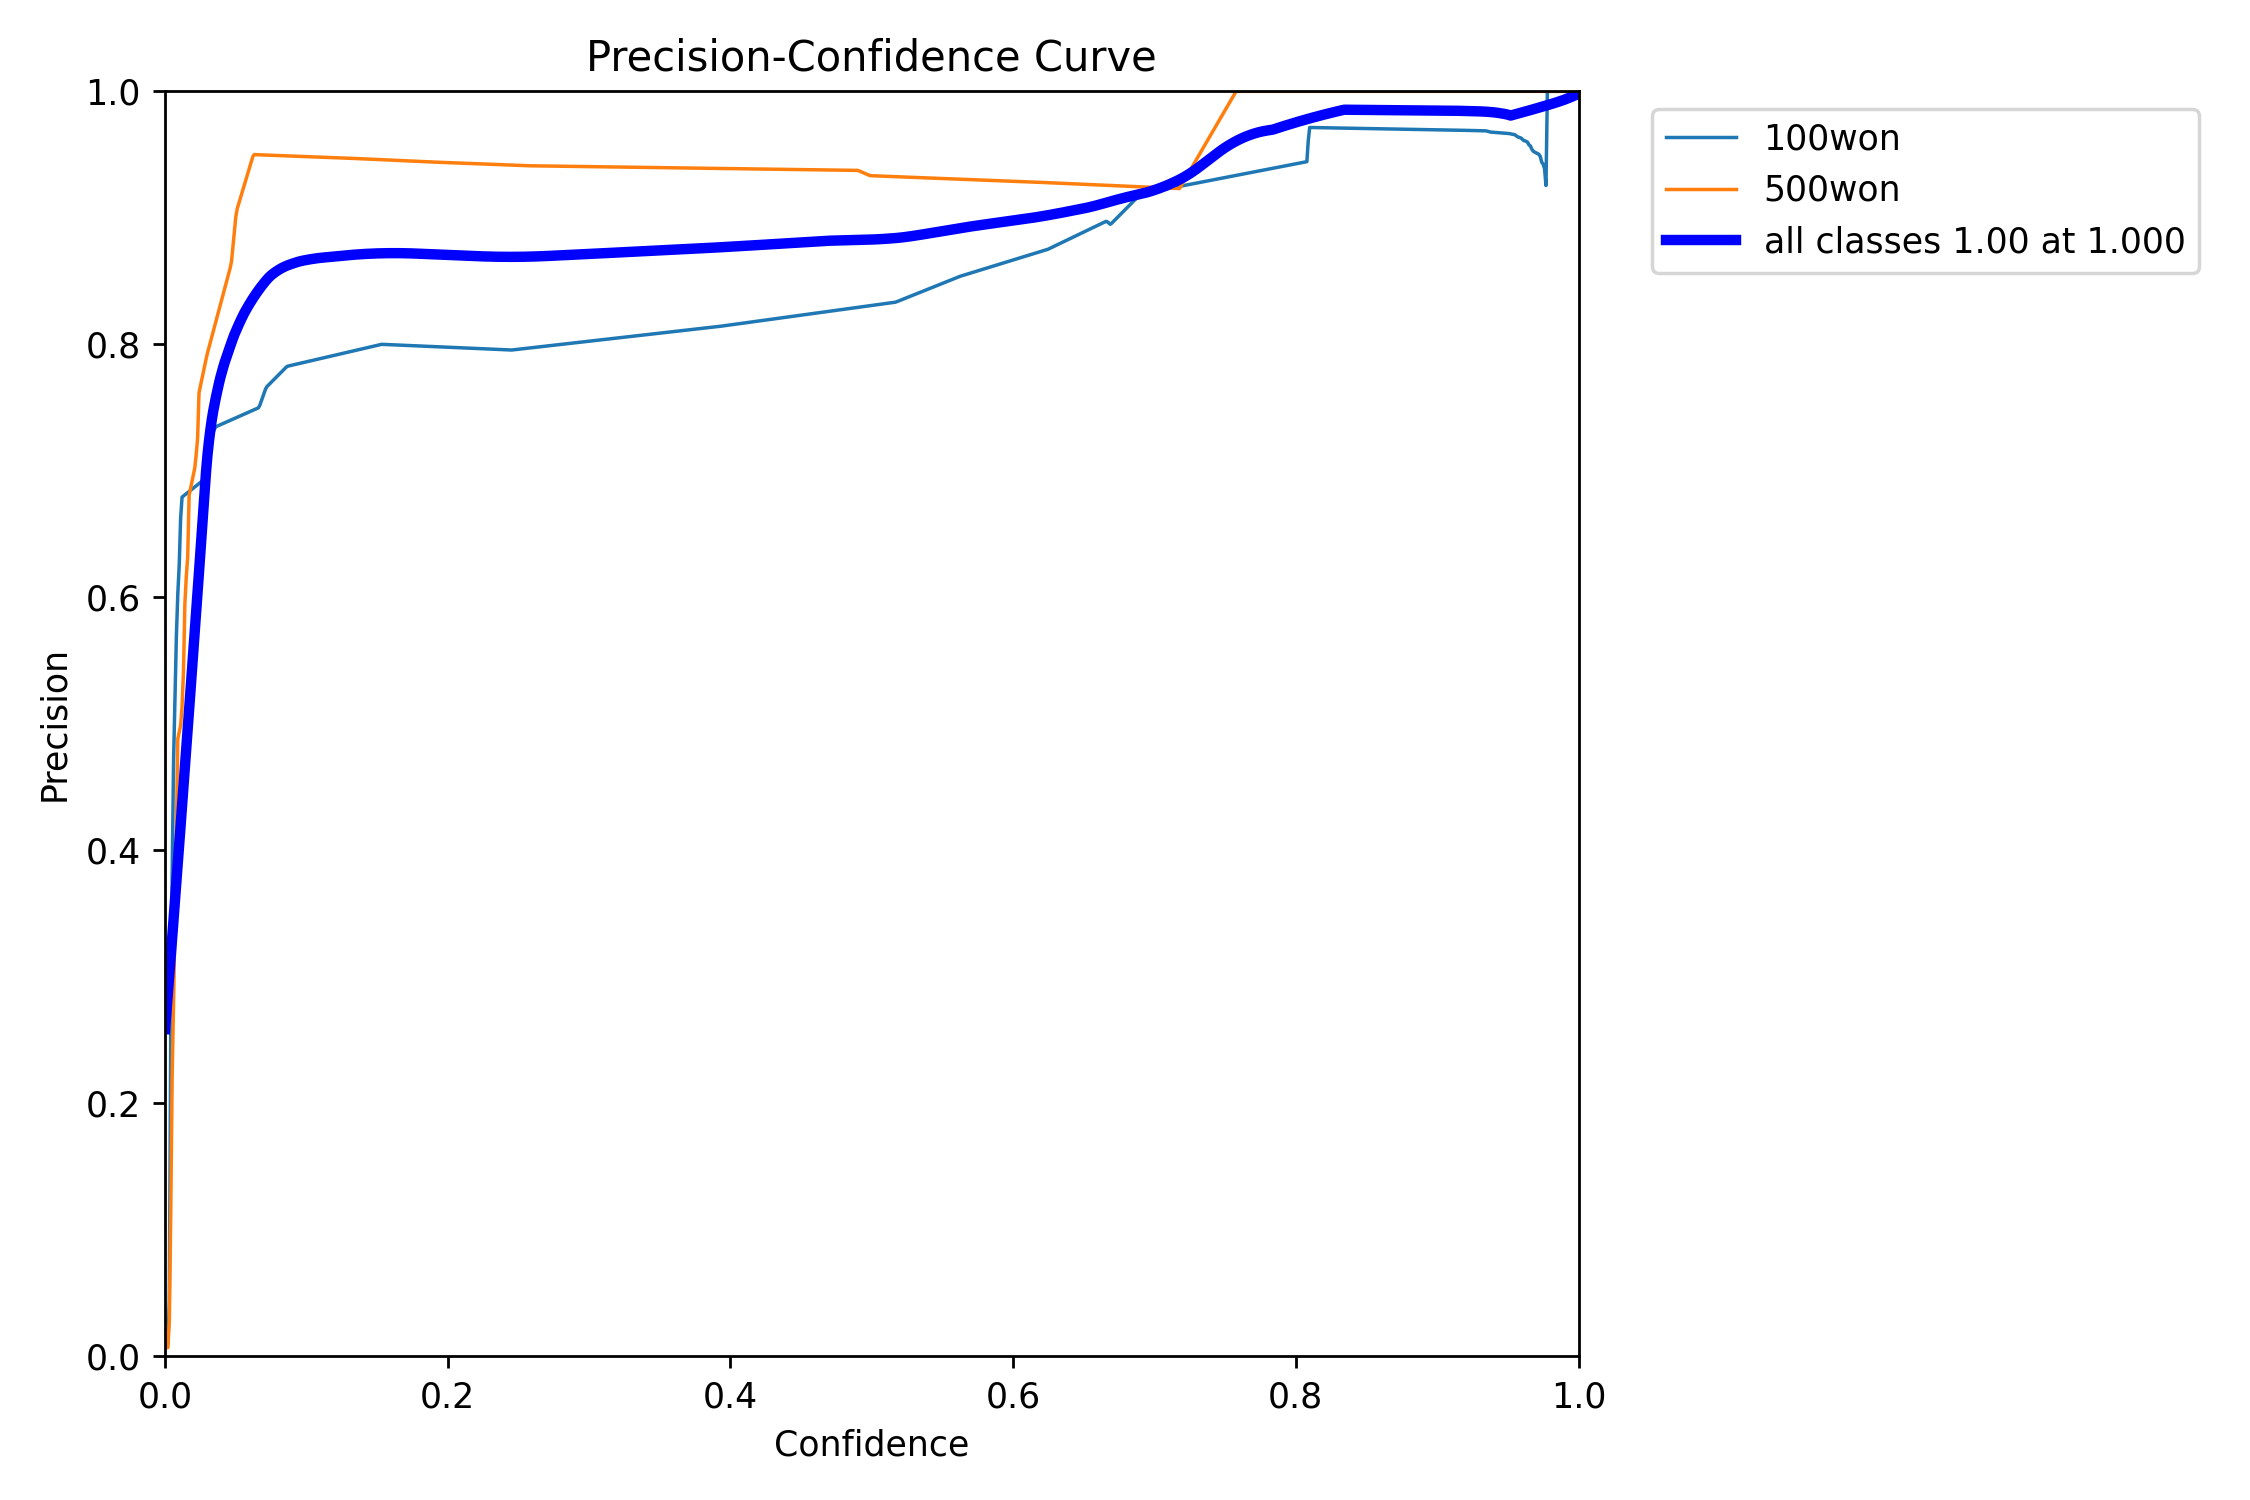 Precision-Confidence Curve
1.0
0.8
0.6
0.4
0.2
0.0
Precision
0.0 0.2 0.4 0.6 0.8 1.0
Confidence
100won
500won
all classes 1.00 at 1.000